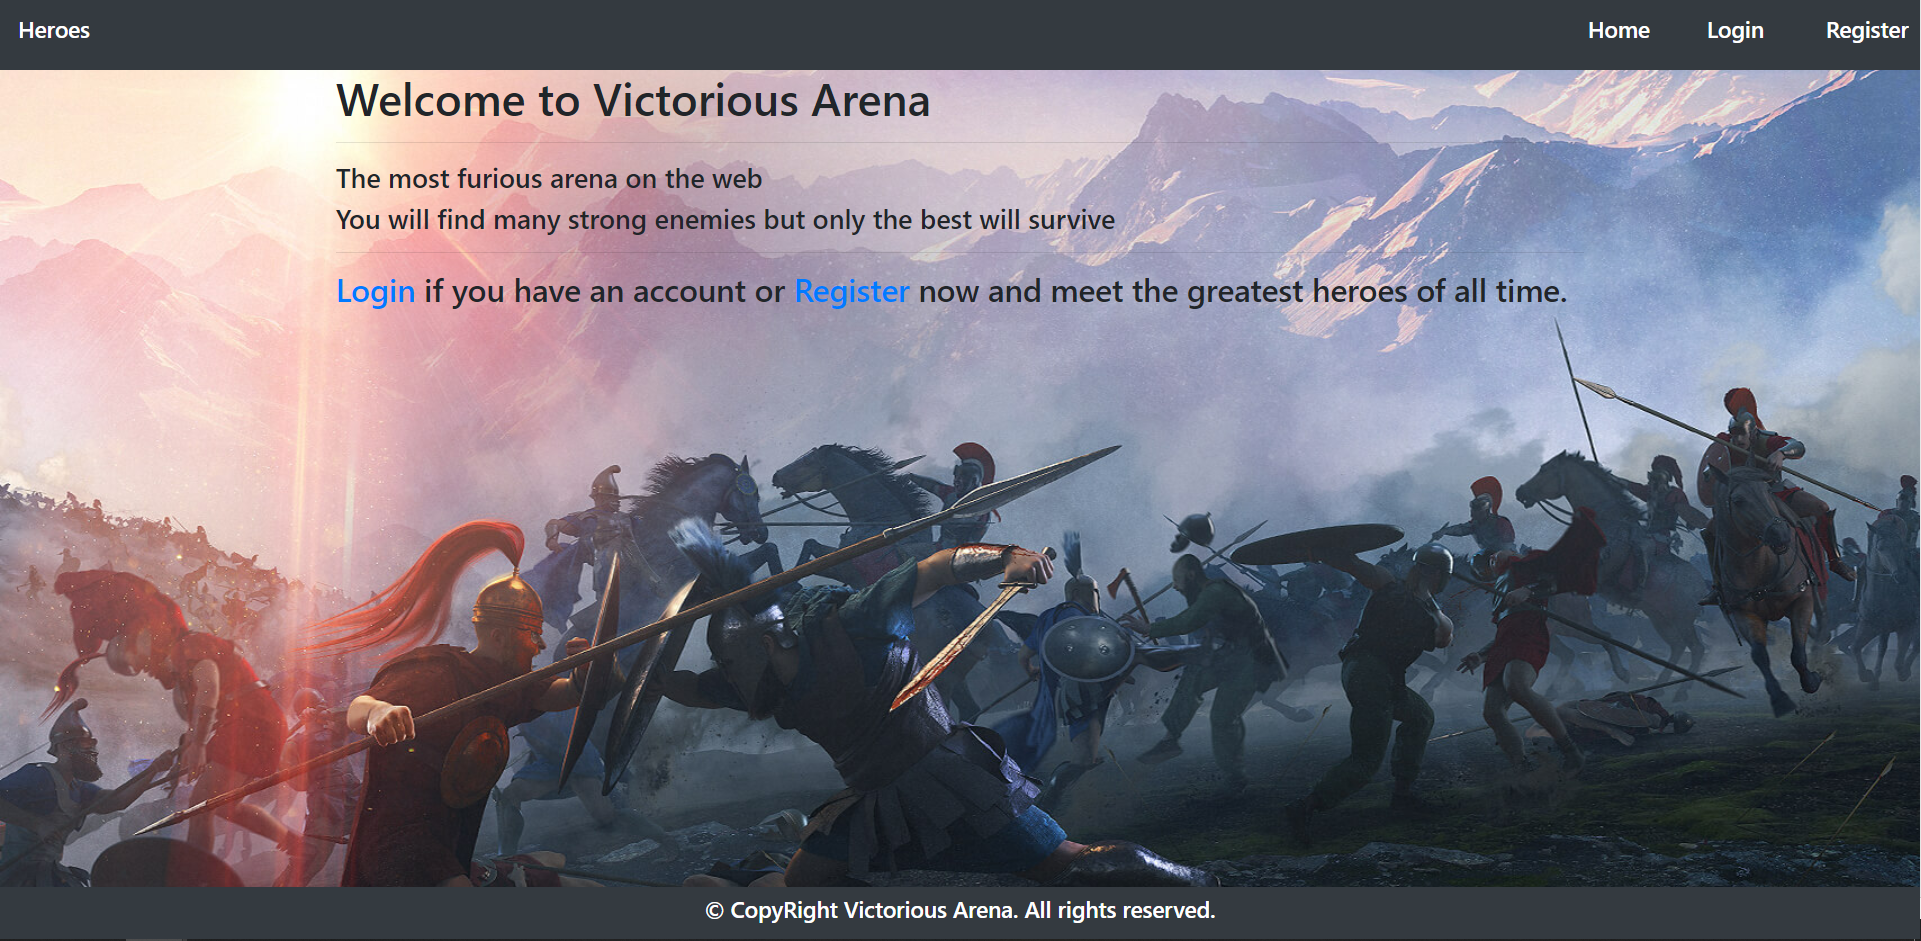 Heroes
Home
Login
Register
Welcome to Victorious Arena
The most furious arena on the web
You will find many strong enemies but only the best will survive
Login if you have an account or Register now and meet the greatest heroes of all time.
© CopyRight Victorious Arena. All rights reserved.